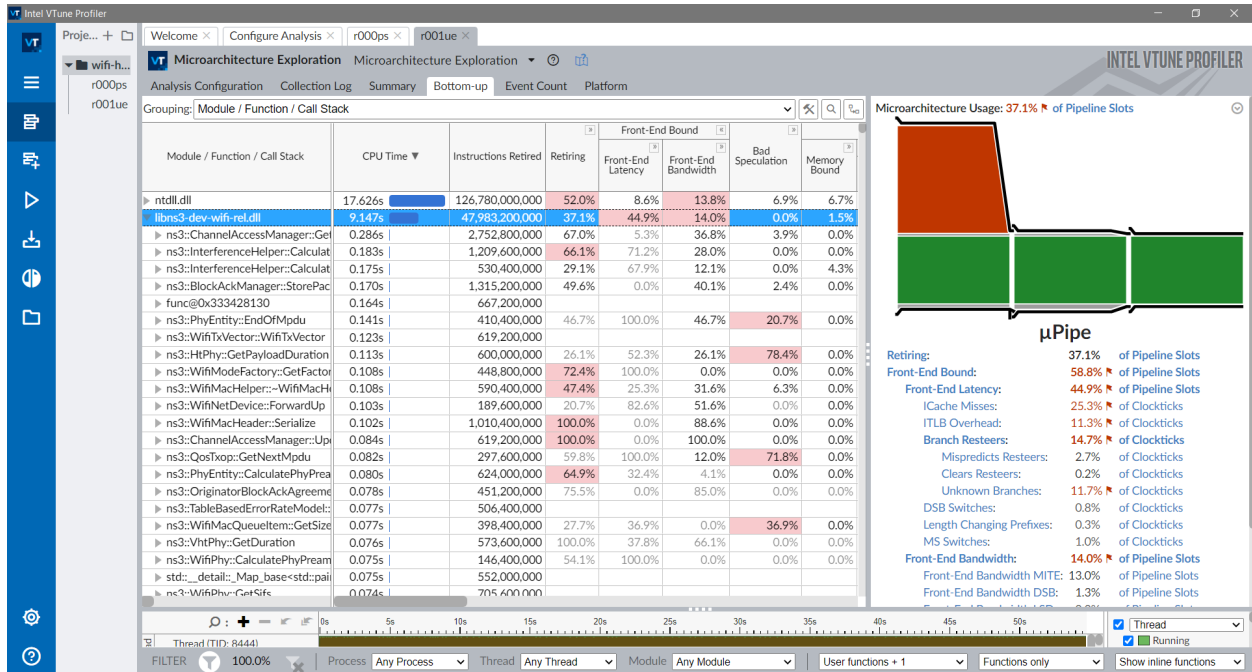 Intel VTune Profiler
Proje...
wifi-h...
r000ps
r001ue
Welcome
Configure Analysis
r000ps
r001ue
Microarchitecture Exploration Microarchitecture Exploration
INTEL VTUNE PROFILER
Analysis Configuration Collection Log Summary Bottom-up Event Count Platform
Grouping: Module / Function / Call Stack
Module / Function / Call Stack CPU Time ▼ Instructions Retired Retiring Front-End Bound Front-End Latency Front-End Bandwidth Bad Speculation Memory Bound
ntdll.dll 17.626s 126,780,000,000 52.0% 8.6% 13.8% 6.9% 6.7%
libns3-dev-wifi-rel.dll 9.147s 47,983,200,000 37.1% 44.9% 14.0% 0.0% 1.5%
ns3::ChannelAccessManager::Get 0.286s 2,752,800,000 67.0% 5.3% 36.8% 3.9% 0.0%
ns3::InterferenceHelper::Calculat 0.183s 1,209,600,000 66.1% 71.2% 28.0% 0.0% 0.0%
ns3::InterferenceHelper::Calculat 0.175s 530,400,000 29.1% 67.9% 12.1% 0.0% 4.3%
ns3::BlockAckManager::StorePac 0.170s 1,315,200,000 49.6% 0.0% 40.1% 2.4% 0.0%
func@0x333428130 0.164s 667,200,000
ns3::PhyEntity::EndOfMpdu 0.141s 410,400,000 46.7% 100.0% 46.7% 20.7% 0.0%
ns3::WifiTxVector::WifiTxVector 0.123s 619,200,000
ns3::HtPhy::GetPayloadDuration 0.113s 600,000,000 26.1% 52.3% 26.1% 78.4% 0.0%
ns3::WifiModeFactory::GetFactor 0.108s 448,800,000 72.4% 100.0% 0.0% 0.0% 0.0%
ns3::WifiMacHelper::~WifiMacHe 0.108s 590,400,000 47.4% 25.3% 31.6% 6.3% 0.0%
ns3::WifiNetDevice::ForwardUp 0.103s 189,600,000 20.7% 82.6% 51.6% 0.0% 0.0%
ns3::WifiMacHeader::Serialize 0.102s 1,010,400,000 100.0% 0.0% 88.6% 0.0% 0.0%
ns3::ChannelAccessManager::Upd 0.084s 619,200,000 100.0% 0.0% 100.0% 0.0% 0.0%
ns3::QosTxop::GetNextMpdu 0.082s 297,600,000 59.8% 100.0% 12.0% 71.8% 0.0%
ns3::PhyEntity::CalculatePhyPrea 0.080s 624,000,000 64.9% 32.4% 4.1% 0.0% 0.0%
ns3::OriginatorBlockAckAgreeme 0.078s 451,200,000 75.5% 0.0% 85.0% 0.0% 0.0%
ns3::TableBasedErrorRateModel:: 0.077s 506,400,000
ns3::WifiMacQueueItem::GetSize 0.077s 398,400,000 27.7% 36.9% 0.0% 36.9% 0.0%
ns3::VhtPhy::GetDuration 0.076s 573,600,000 100.0% 37.8% 66.1% 0.0% 0.0%
ns3::WifiPhy::CalculatePhyPream 0.075s 146,400,000 54.1% 100.0% 0.0% 0.0% 0.0%
std::__detail::_Map_base<std::pai 0.075s 552,000,000
ns3::WifiPhy::GetSifs 0.074s 705,600,000
Microarchitecture Usage: 37.1% of Pipeline Slots
µPipe
Retiring: 37.1% of Pipeline Slots
Front-End Bound: 58.8% of Pipeline Slots
Front-End Latency: 44.9% of Pipeline Slots
ICache Misses: 25.3% of Clockticks
ITLB Overhead: 11.3% of Clockticks
Branch Resteers: 14.7% of Clockticks
Mispredicts Resteers: 2.7% of Clockticks
Clears Resteers: 0.2% of Clockticks
Unknown Branches: 11.7% of Clockticks
DSB Switches: 0.8% of Clockticks
Length Changing Prefixes: 0.3% of Clockticks
MS Switches: 1.0% of Clockticks
Front-End Bandwidth: 14.0% of Pipeline Slots
Front-End Bandwidth MITE: 13.0% of Pipeline Slots
Front-End Bandwidth DSB: 1.3% of Pipeline Slots
0s 5s 10s 15s 20s 25s 30s 35s 40s 45s 50s
Thread (TID: 8444)
Thread
Running
FILTER 100.0% Process Any Process Thread Any Thread Module Any Module User functions + 1 Functions only Show inline functions